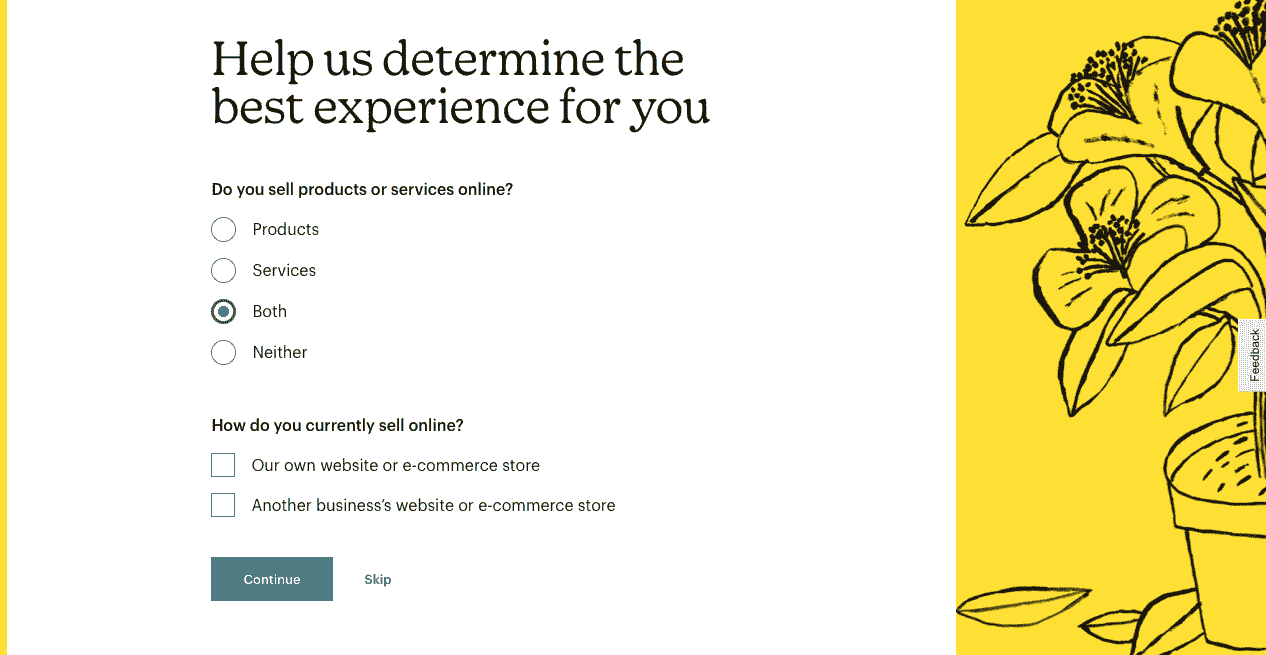 Help us determine the
best experience for you
Do you sell products or services online?
Products
Services
Both
Neither
How do you currently sell online?
Our own website or e-commerce store
Another business’s website or e-commerce store
Continue
Skip
Feedback